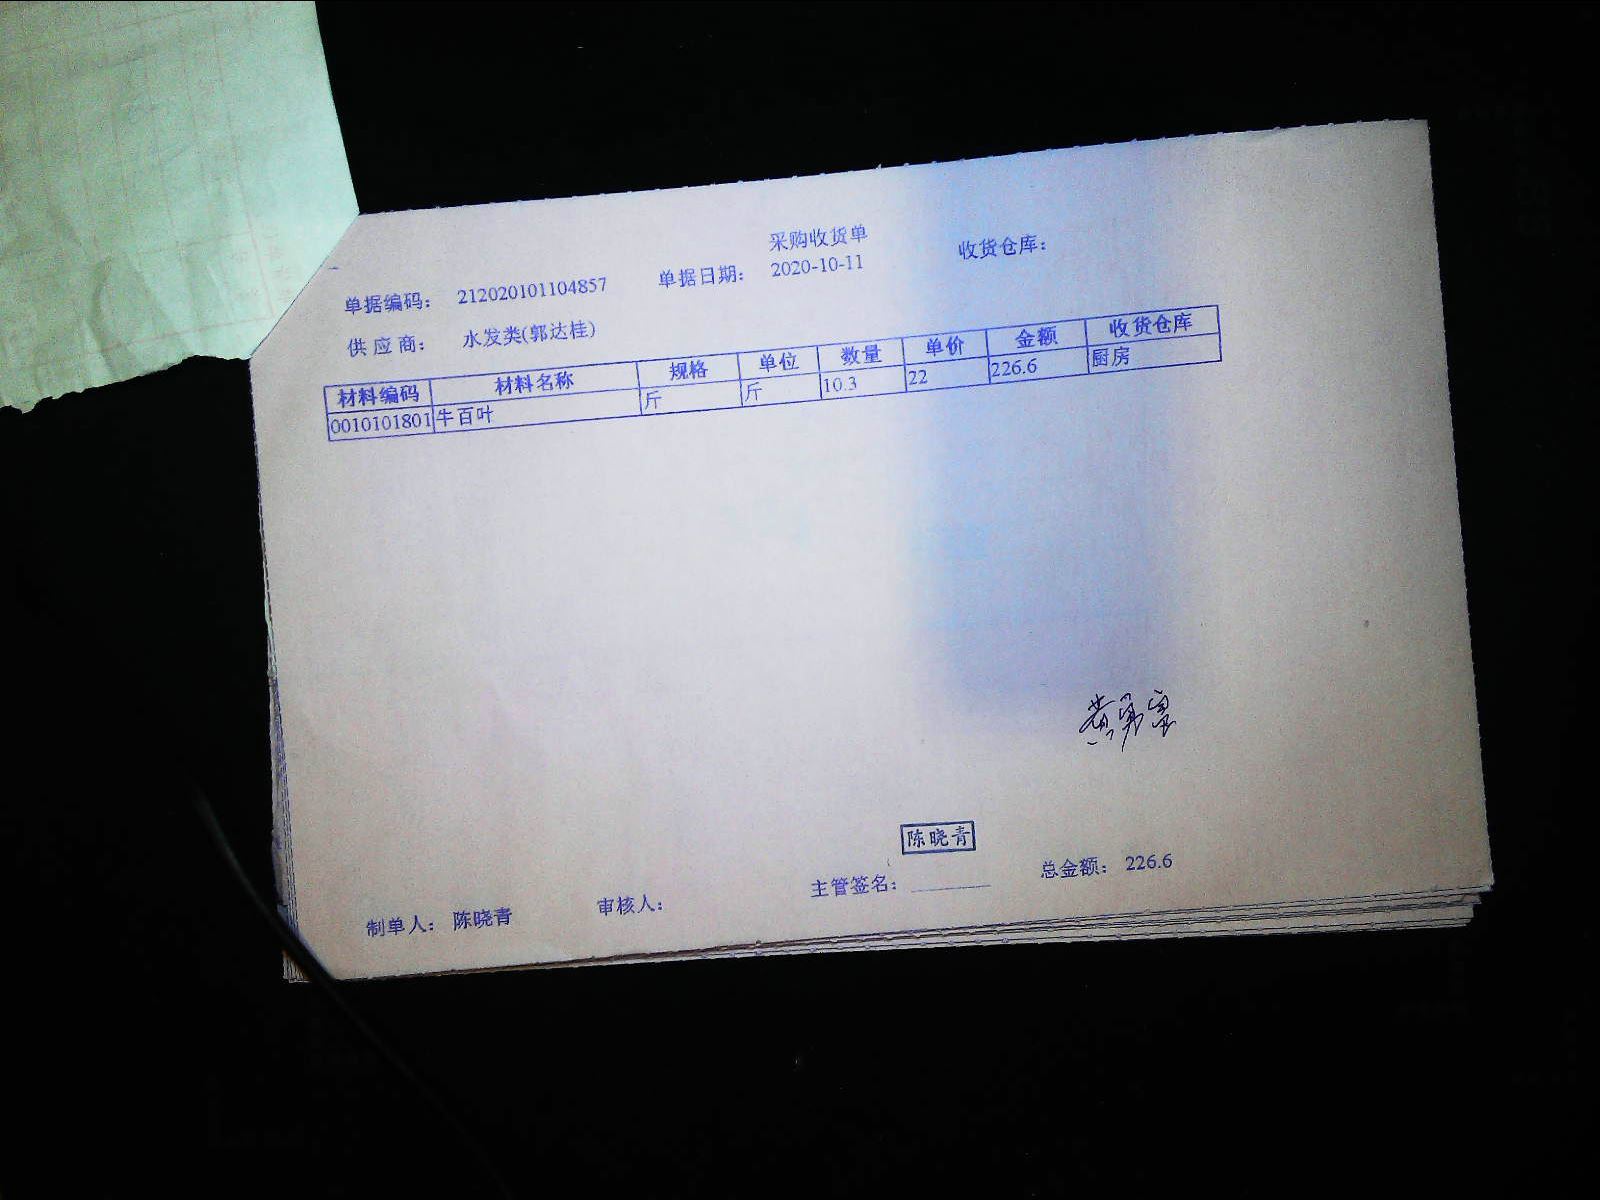 采购收货单
单据编码： 212020101104857 单据日期： 2020-10-11 收货仓库：
供应商： 水发类(郭达桂)
材料编码 材料名称 规格 单位 数量 单价 金额 收货仓库
0010101801 牛百叶 斤 斤 10.3 22 226.6 厨房
陈晓青
制单人： 陈晓青 审核人： 主管签名： 总金额： 226.6